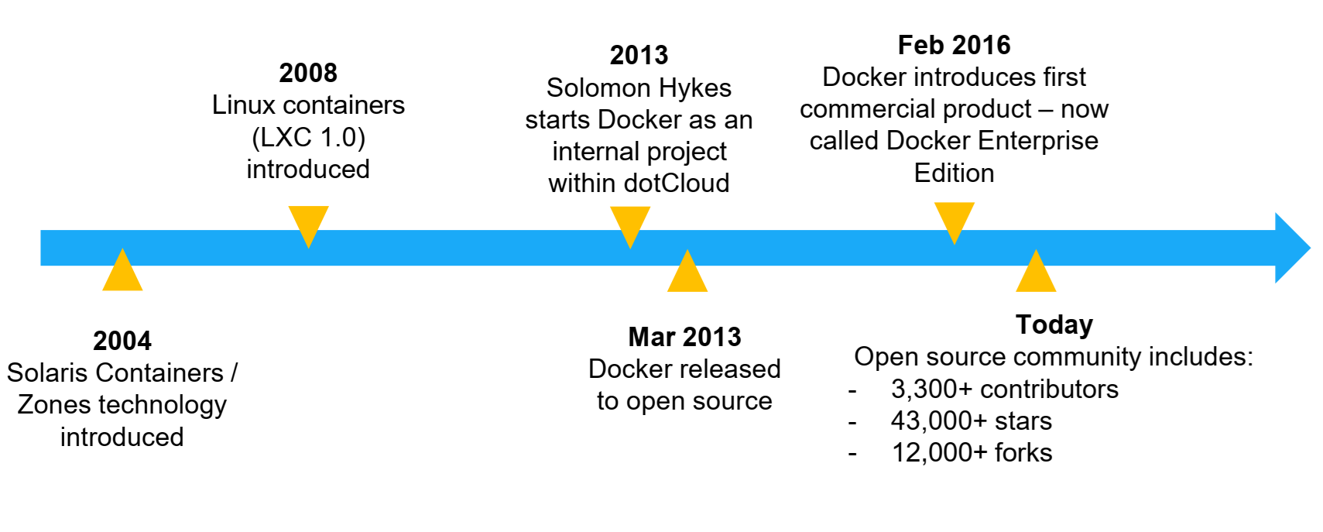 2004
Solaris Containers /
Zones technology
introduced
2008
Linux containers
(LXC 1.0)
introduced
2013
Solomon Hykes
starts Docker as an
internal project
within dotCloud
Mar 2013
Docker released
to open source
Feb 2016
Docker introduces first
commercial product – now
called Docker Enterprise
Edition
Today
Open source community includes:
- 3,300+ contributors
- 43,000+ stars
- 12,000+ forks